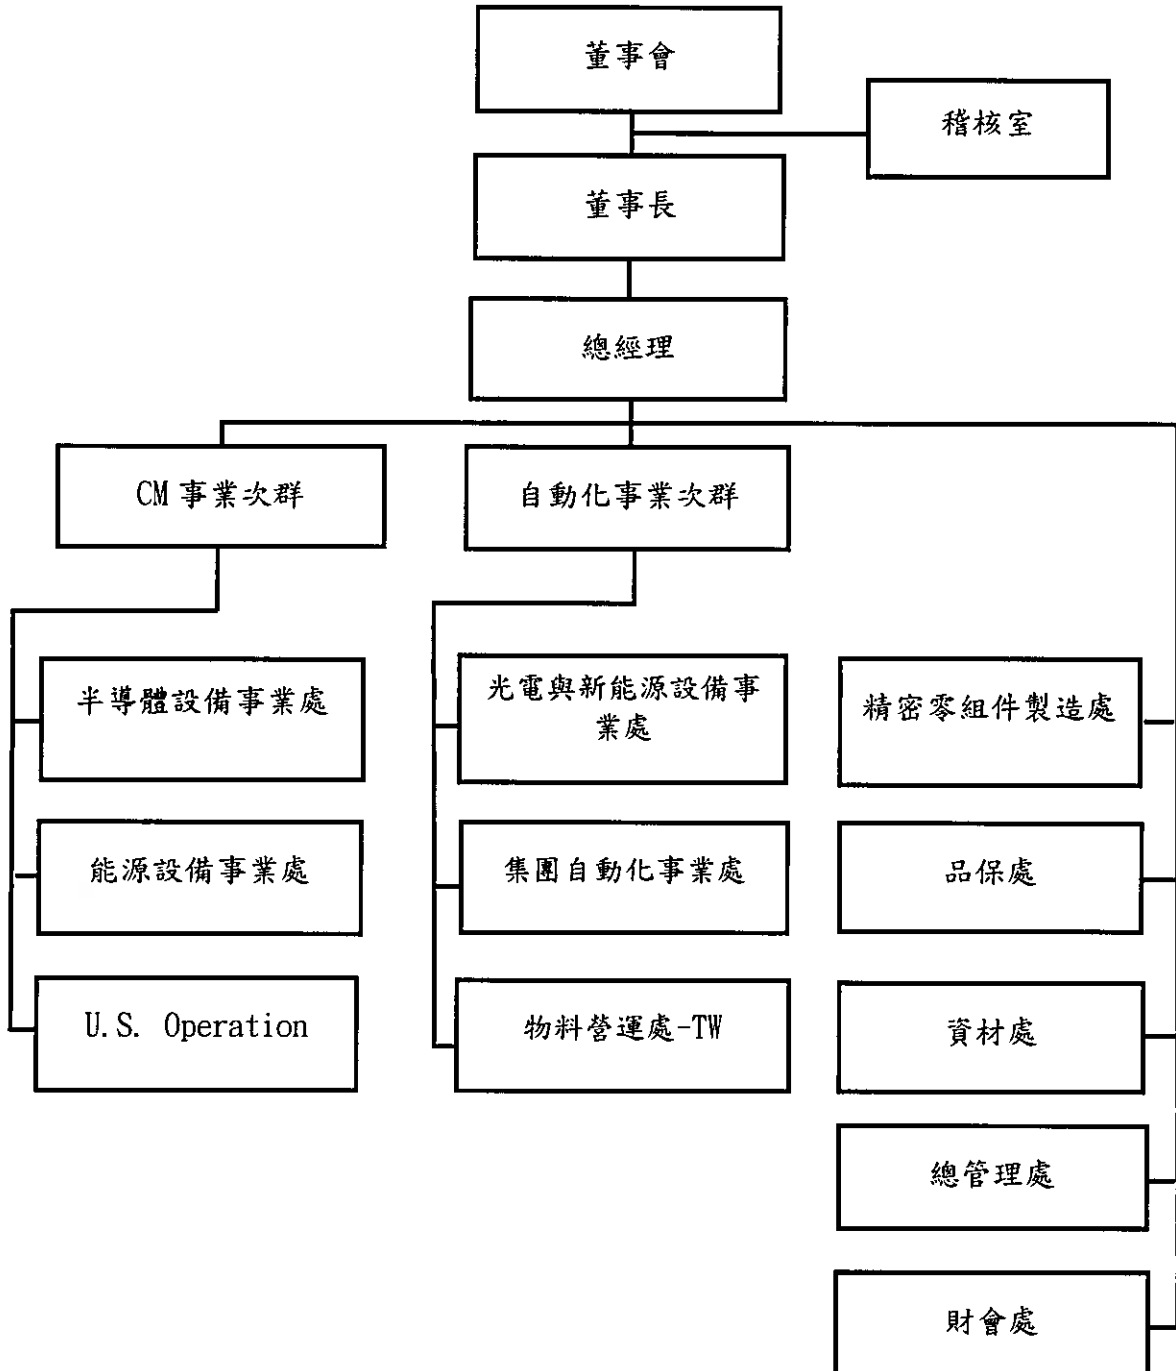 董事會
稽核室
董事長
總經理
CM 事業次群
自動化事業次群
半導體設備事業處
光電與新能源設備事
業處
精密零組件製造處
能源設備事業處
集團自動化事業處
品保處
U.S. Operation
物料營運處-TW
資材處
總管理處
財會處